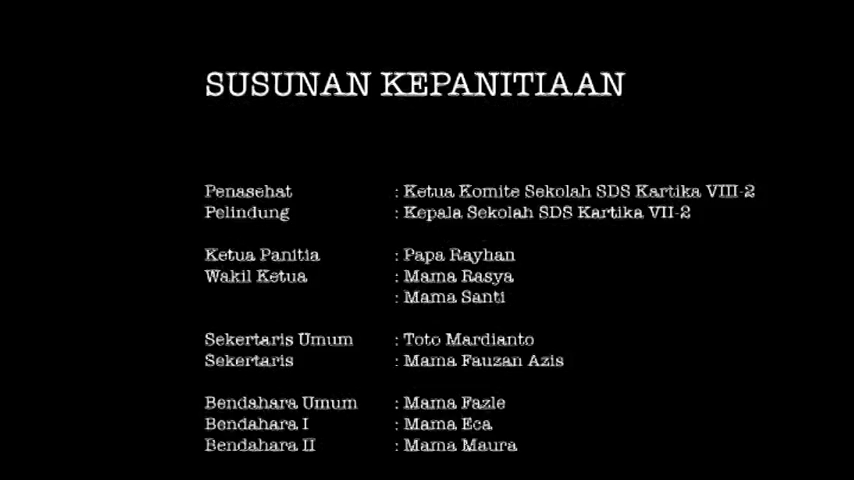 SUSUNAN KEPANITIAAN
Penasehat : Ketua Komite Sekolah SDS Kartika VIII-2
Pelindung : Kepala Sekolah SDS Kartika VII-2
Ketua Panitia : Papa Rayhan
Wakil Ketua : Mama Rasya
: Mama Santi
Sekertaris Umum : Toto Mardianto
Sekertaris : Mama Fauzan Azis
Bendahara Umum : Mama Fazle
Bendahara I : Mama Eca
Bendahara II : Mama Maura